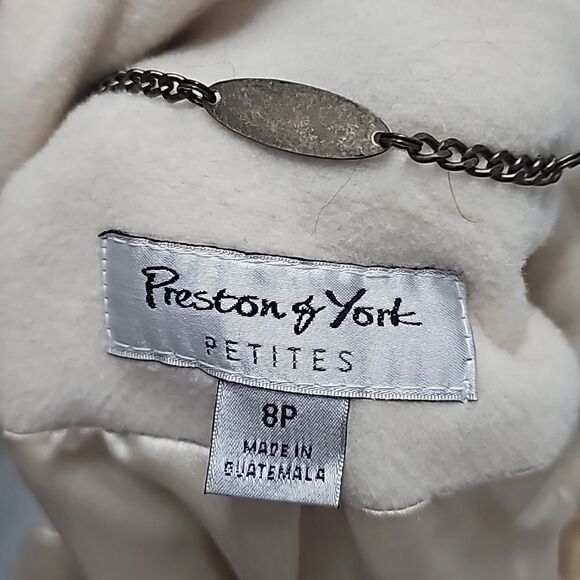 Preston & York
PETITES
8P
MADE IN
GUATEMALA